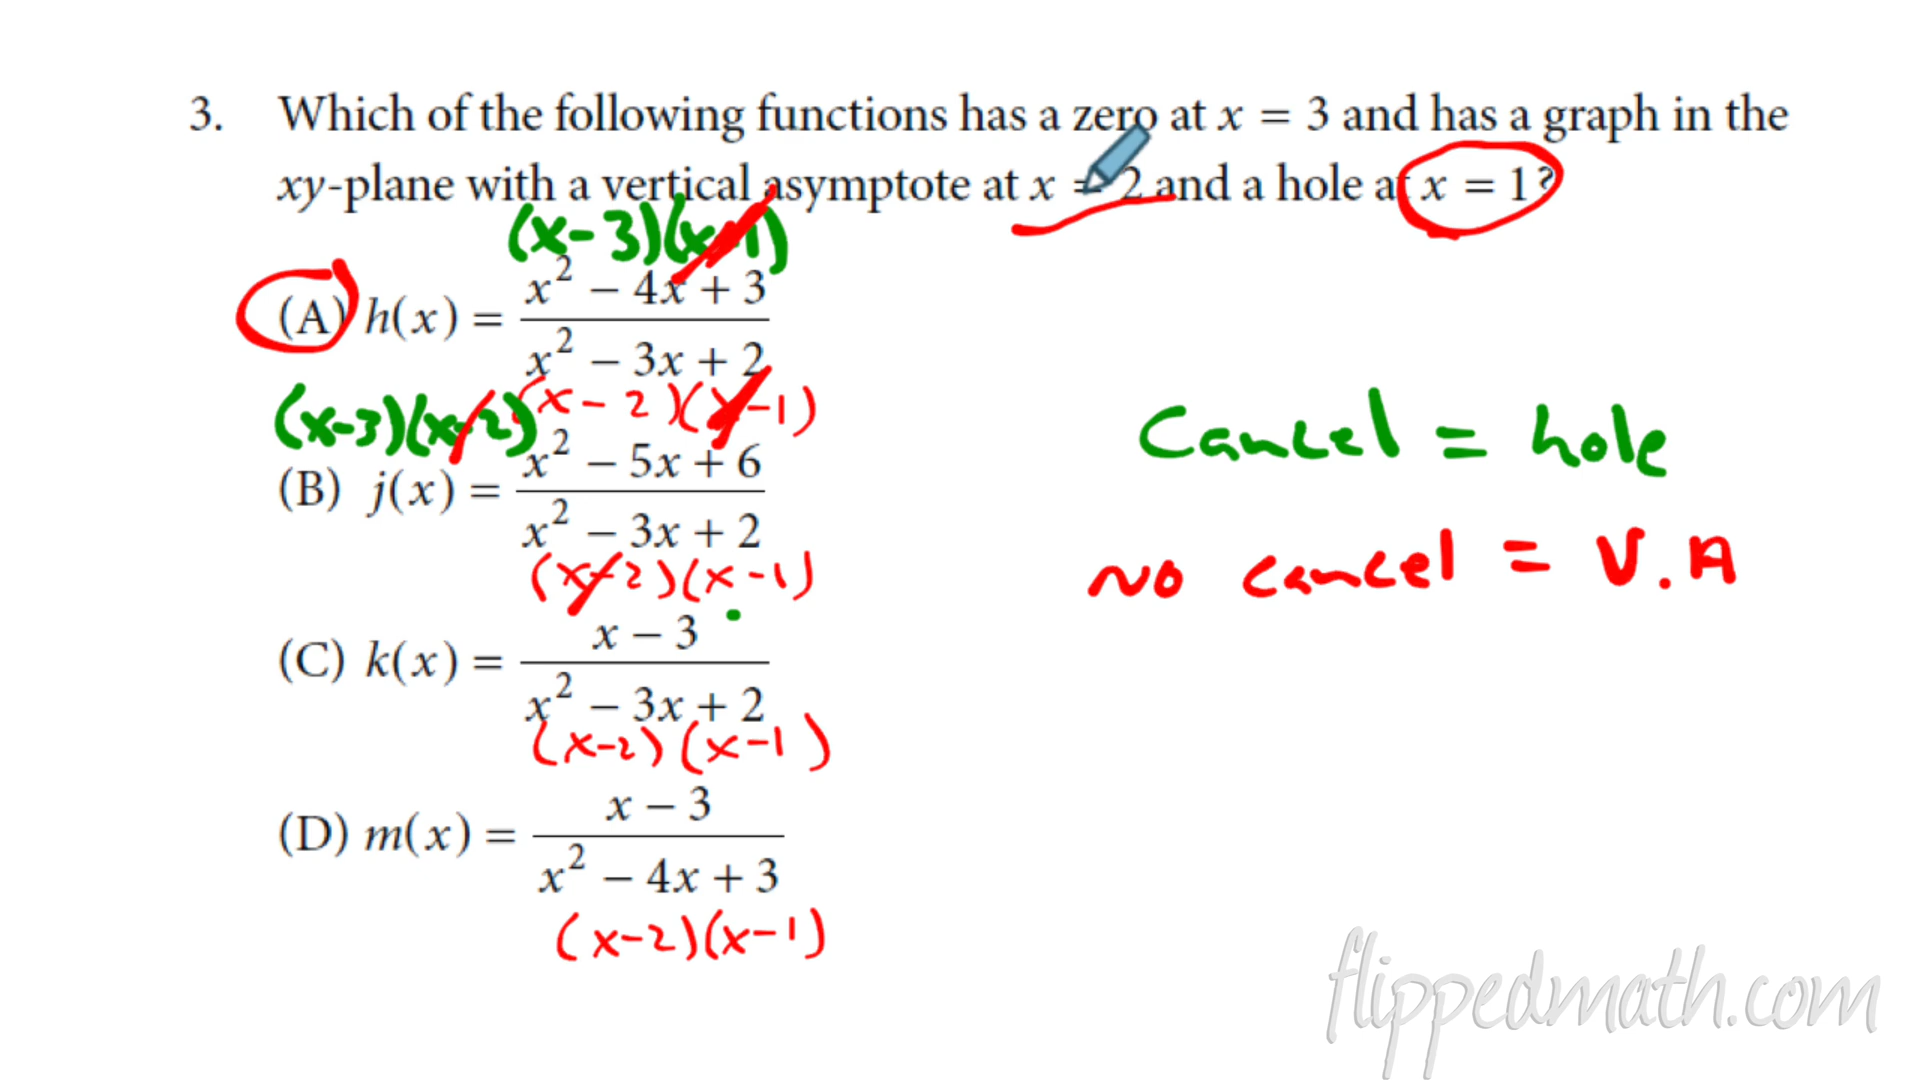 3. Which of the following functions has a zero at x = 3 and has a graph in the
xy-plane with a vertical asymptote at x = 2 and a hole at x = 1?
(x-3)(x-1)
(A) h(x) = x² − 4x + 3 / x² − 3x + 2
(x-2)(x-1)
(x-3)(x-2)
(B) j(x) = x² − 5x + 6 / x² − 3x + 2
(x-2)(x-1)
(C) k(x) = x − 3 / x² − 3x + 2
(x-2)(x-1)
(D) m(x) = x − 3 / x² − 4x + 3
(x-2)(x-1)
Cancel = hole
no cancel = V.A
flippedmath.com